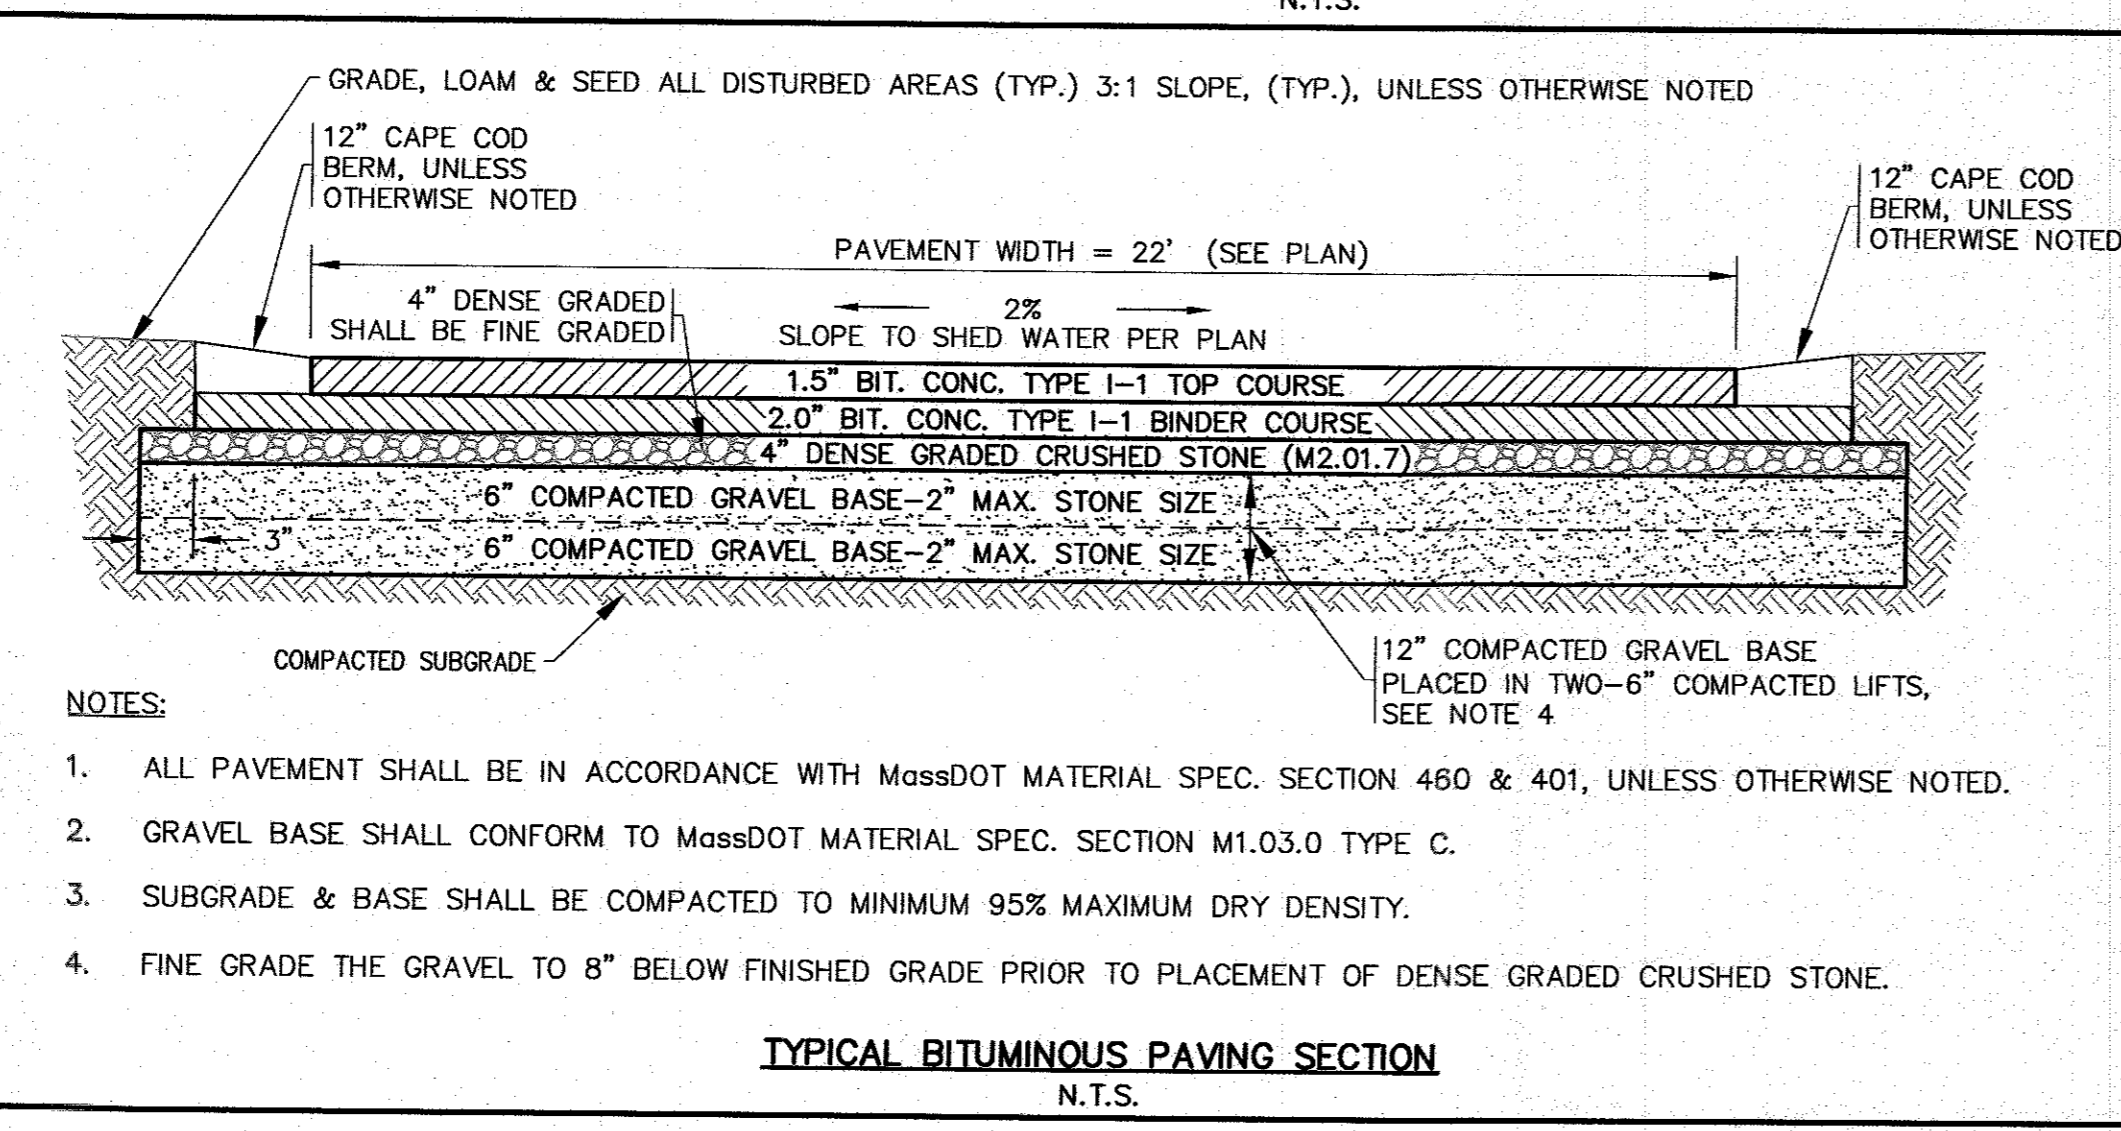 N.T.S.
GRADE, LOAM & SEED ALL DISTURBED AREAS (TYP.) 3:1 SLOPE, (TYP.), UNLESS OTHERWISE NOTED
12" CAPE COD
BERM, UNLESS
OTHERWISE NOTED
12" CAPE COD
BERM, UNLESS
OTHERWISE NOTED
PAVEMENT WIDTH = 22' (SEE PLAN)
4" DENSE GRADED
SHALL BE FINE GRADED
2%
SLOPE TO SHED WATER PER PLAN
1.5" BIT. CONC. TYPE I-1 TOP COURSE
2.0" BIT. CONC. TYPE I-1 BINDER COURSE
4" DENSE GRADED CRUSHED STONE (M2.01.7)
6" COMPACTED GRAVEL BASE-2" MAX. STONE SIZE
3"
6" COMPACTED GRAVEL BASE-2" MAX. STONE SIZE
COMPACTED SUBGRADE
12" COMPACTED GRAVEL BASE
PLACED IN TWO-6" COMPACTED LIFTS,
SEE NOTE 4
NOTES:
1. ALL PAVEMENT SHALL BE IN ACCORDANCE WITH MassDOT MATERIAL SPEC. SECTION 460 & 401, UNLESS OTHERWISE NOTED.
2. GRAVEL BASE SHALL CONFORM TO MassDOT MATERIAL SPEC. SECTION M1.03.0 TYPE C.
3. SUBGRADE & BASE SHALL BE COMPACTED TO MINIMUM 95% MAXIMUM DRY DENSITY.
4. FINE GRADE THE GRAVEL TO 8" BELOW FINISHED GRADE PRIOR TO PLACEMENT OF DENSE GRADED CRUSHED STONE.
TYPICAL BITUMINOUS PAVING SECTION
N.T.S.